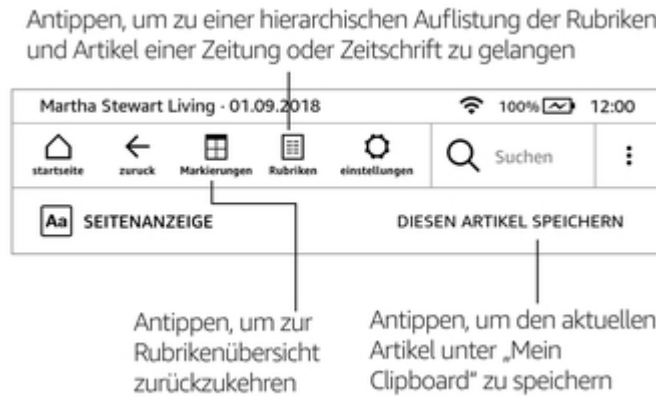 Antippen, um zu einer hierarchischen Auflistung der Rubriken
und Artikel einer Zeitung oder Zeitschrift zu gelangen
Martha Stewart Living - 01.09.2018 100% 12:00
startseite zuruck Markierungen Rubriken einstellungen Suchen
Aa SEITENANZEIGE DIESEN ARTIKEL SPEICHERN
Antippen, um zur
Rubrikenübersicht
zurückzukehren
Antippen, um den aktuellen
Artikel unter „Mein
Clipboard“ zu speichern